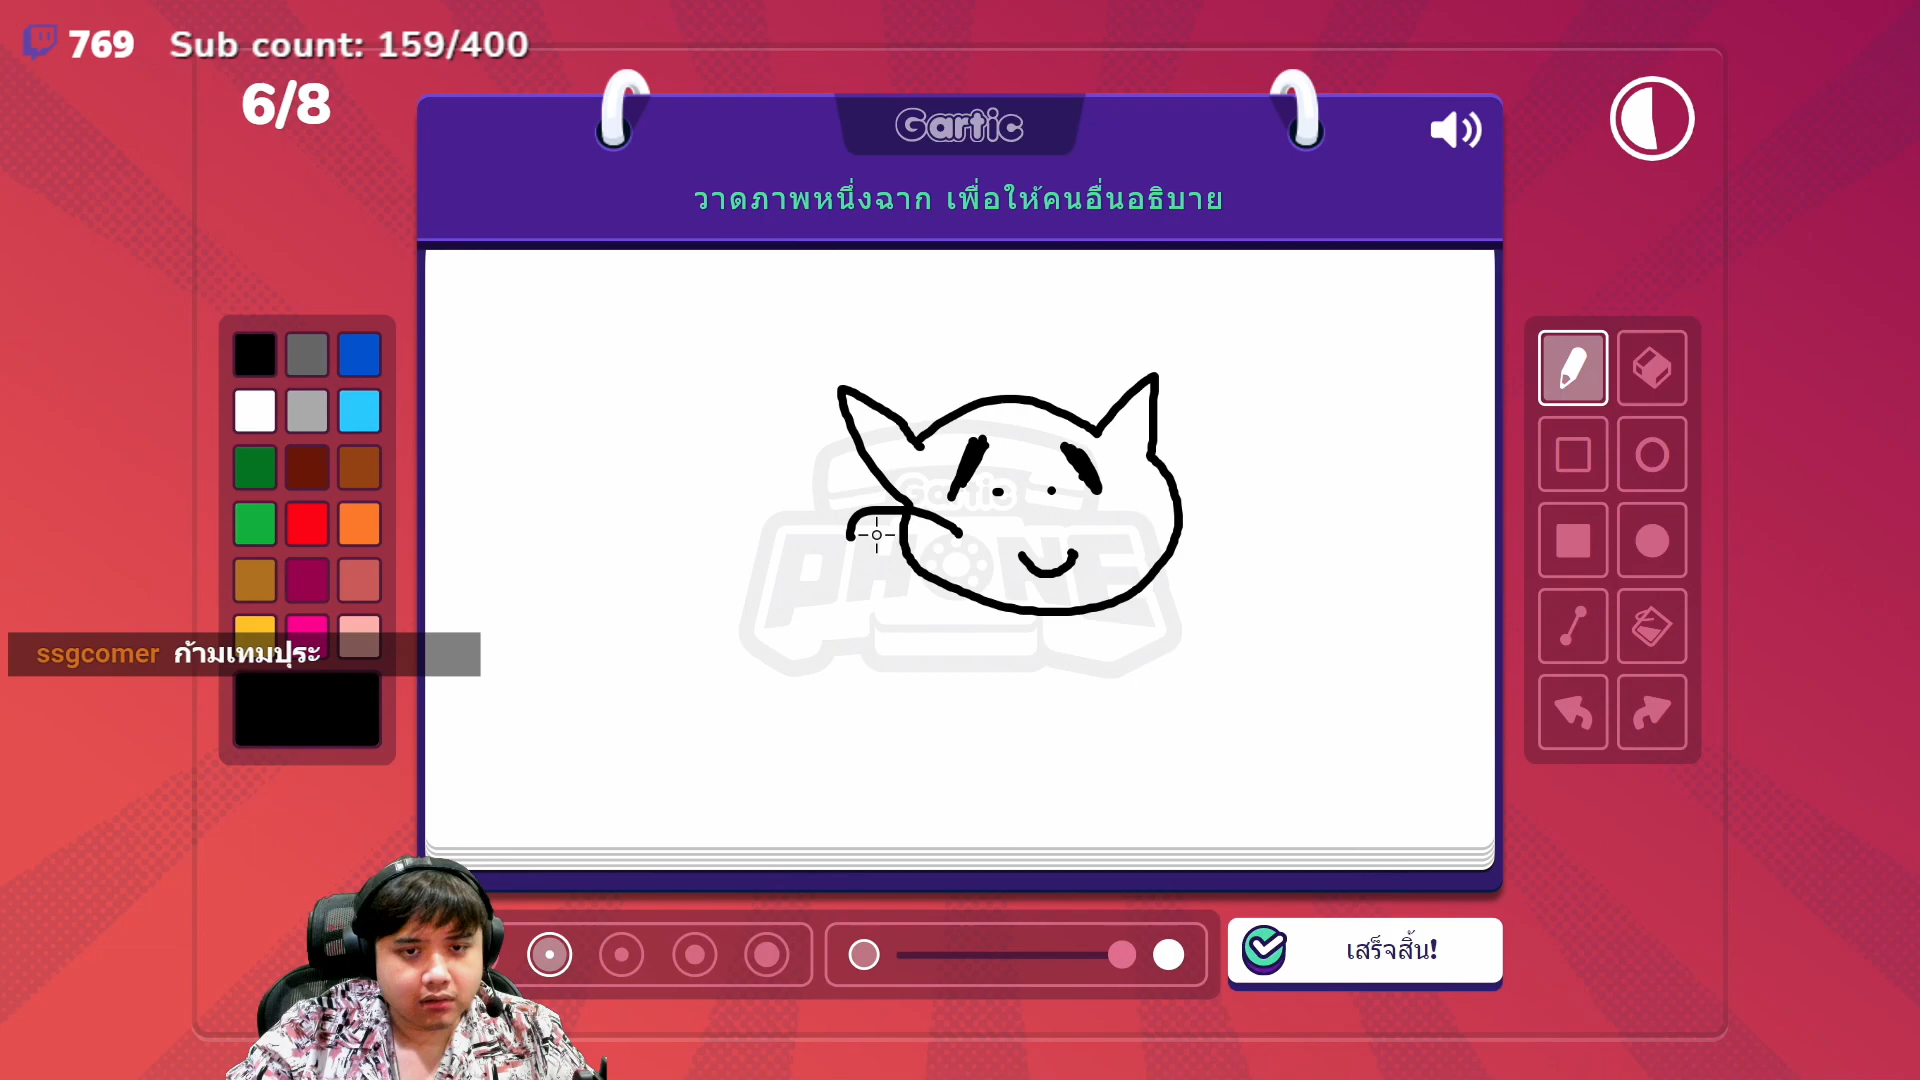 769 Sub count: 159/400
6/8
Gartic
วาดภาพหนึ่งฉาก เพื่อให้คนอื่นอธิบาย
Gartic
PHONE
ssgcomer ก้ามเทมปุระ
เสร็จสิ้น!